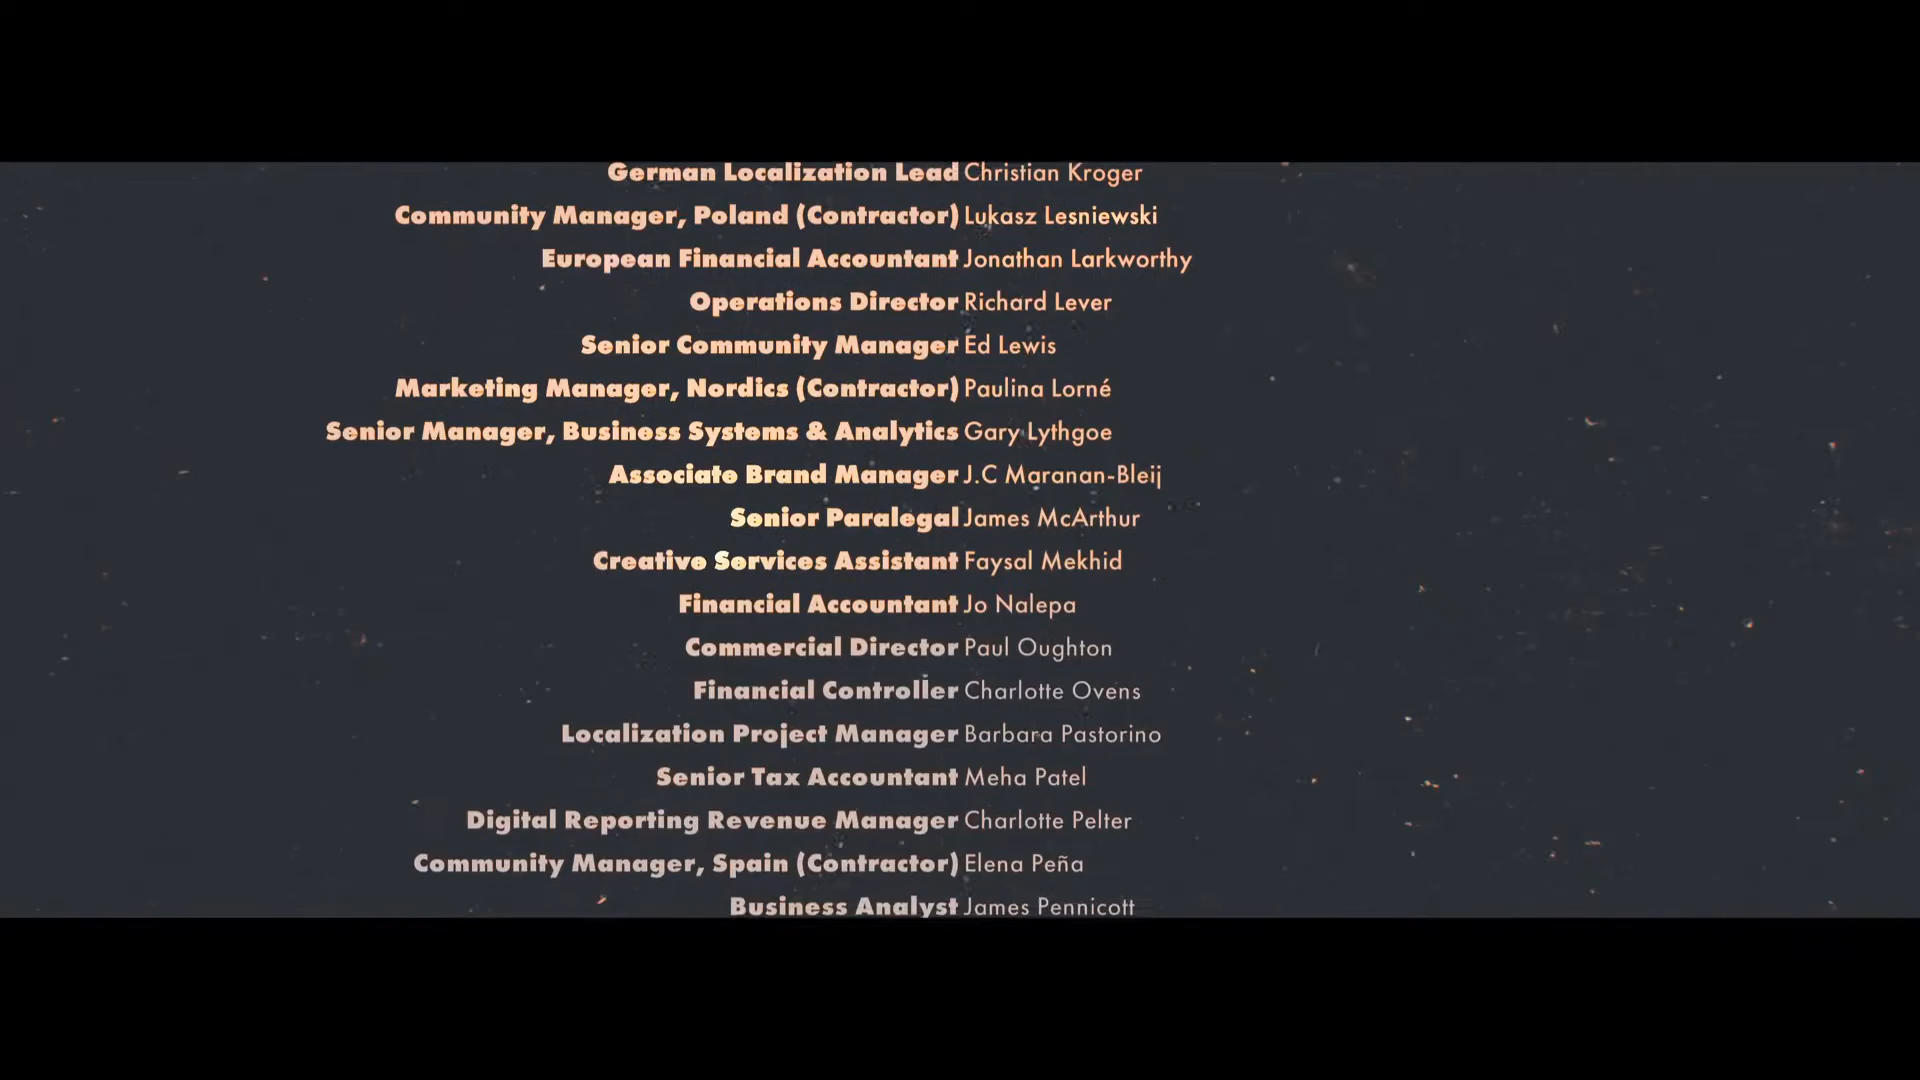 German Localization Lead Christian Kroger
Community Manager, Poland (Contractor) Lukasz Lesniewski
European Financial Accountant Jonathan Larkworthy
Operations Director Richard Lever
Senior Community Manager Ed Lewis
Marketing Manager, Nordics (Contractor) Paulina Lorné
Senior Manager, Business Systems & Analytics Gary Lythgoe
Associate Brand Manager J.C Maranan-Bleij
Senior Paralegal James McArthur
Creative Services Assistant Faysal Mekhid
Financial Accountant Jo Nalepa
Commercial Director Paul Oughton
Financial Controller Charlotte Ovens
Localization Project Manager Barbara Pastorino
Senior Tax Accountant Meha Patel
Digital Reporting Revenue Manager Charlotte Pelter
Community Manager, Spain (Contractor) Elena Peña
Business Analyst James Pennicott